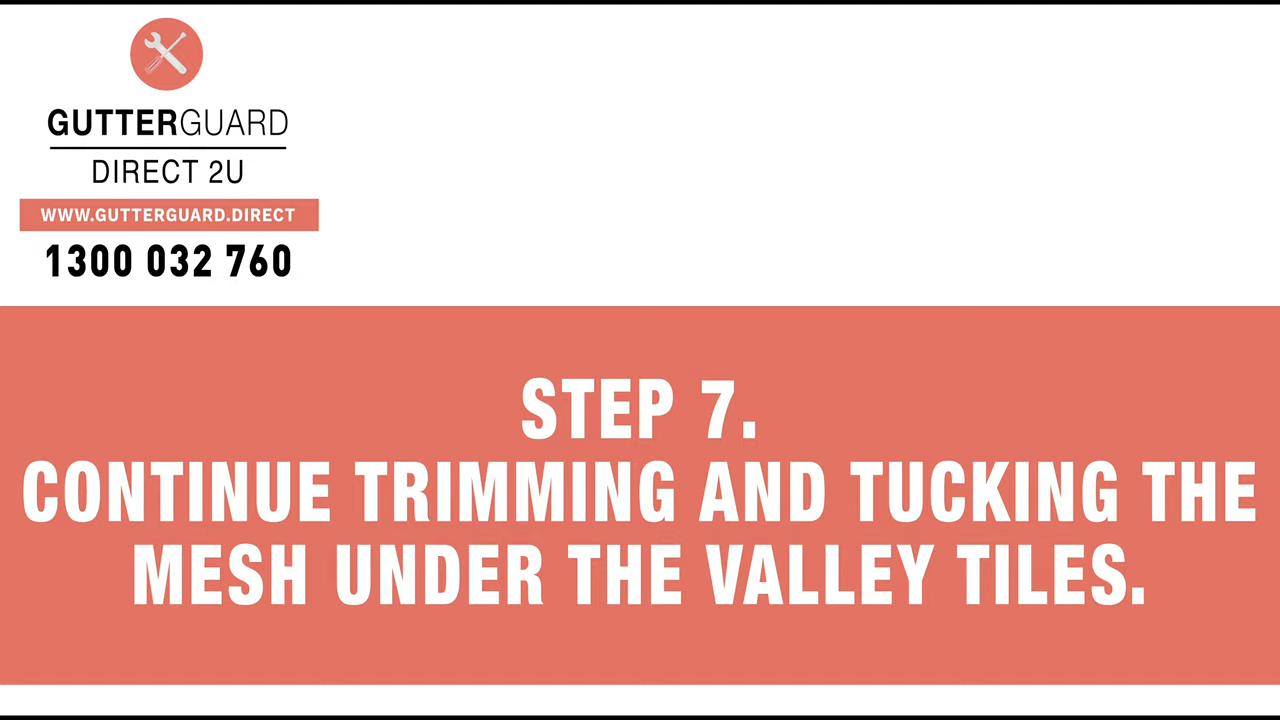 GUTTERGUARD
DIRECT 2U
WWW.GUTTERGUARD.DIRECT
1300 032 760
STEP 7.
CONTINUE TRIMMING AND TUCKING THE
MESH UNDER THE VALLEY TILES.